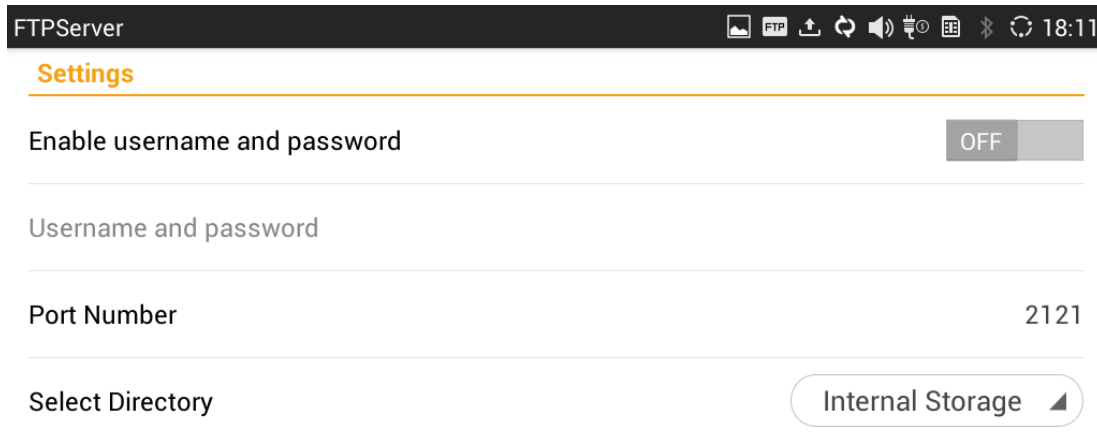 FTPServer FTP 18:11
Settings
Enable username and password OFF
Username and password
Port Number 2121
Select Directory Internal Storage